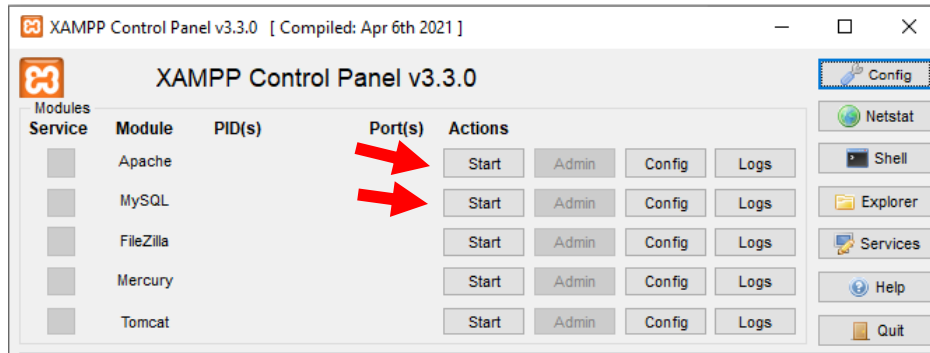 XAMPP Control Panel v3.3.0 [ Compiled: Apr 6th 2021 ]
XAMPP Control Panel v3.3.0
Config
Modules
Service Module PID(s) Port(s) Actions
Netstat
Apache Start Admin Config Logs
Shell
MySQL Start Admin Config Logs
Explorer
FileZilla Start Admin Config Logs
Services
Mercury Start Admin Config Logs
Help
Tomcat Start Admin Config Logs
Quit